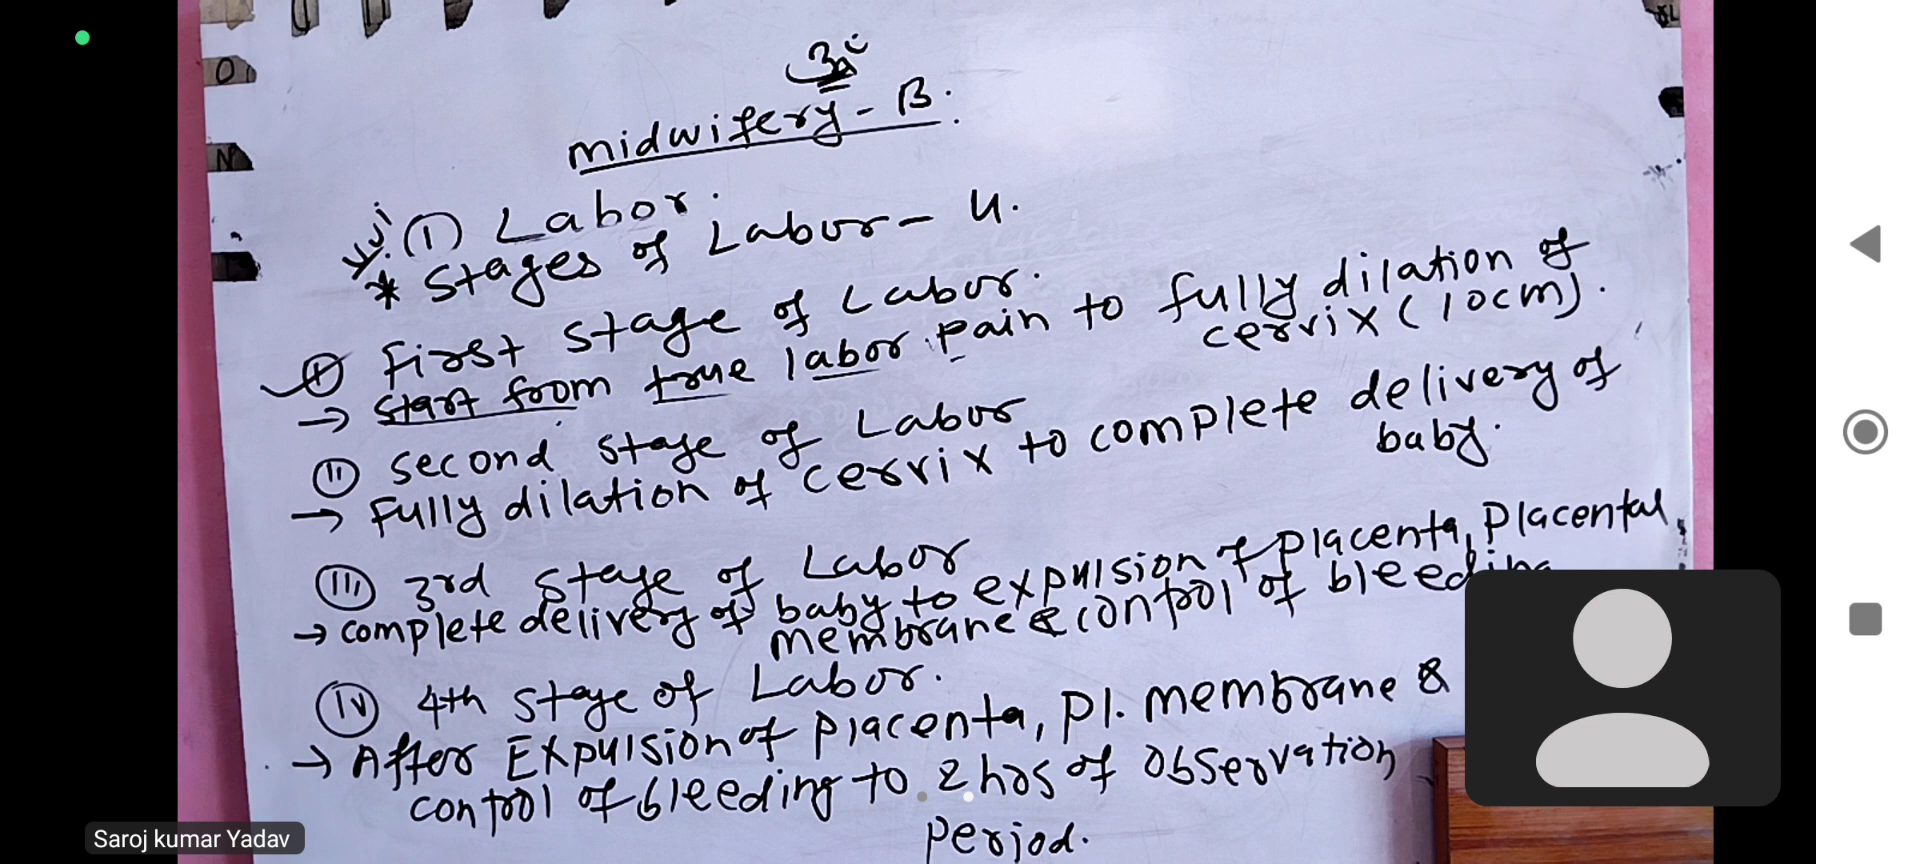 ॐ
midwifery - B.
V.V.i ① Labor.
* Stages of Labor - 4.
① First stage of Labor.
→ start from true labor pain to fully dilation of
cervix (10cm).
⑪ second stage of Labor
→ Fully dilation of cervix to complete delivery of
baby.
(III) 3rd stage of Labor
→ complete delivery of baby to expulsion of placenta, Placental
membrane & control of bleeding
(IV) 4th stage of Labor.
→ After Expulsion of placenta, pl. membrane &
control of bleeding to 2 hrs of observation
period.
Saroj kumar Yadav
O
N